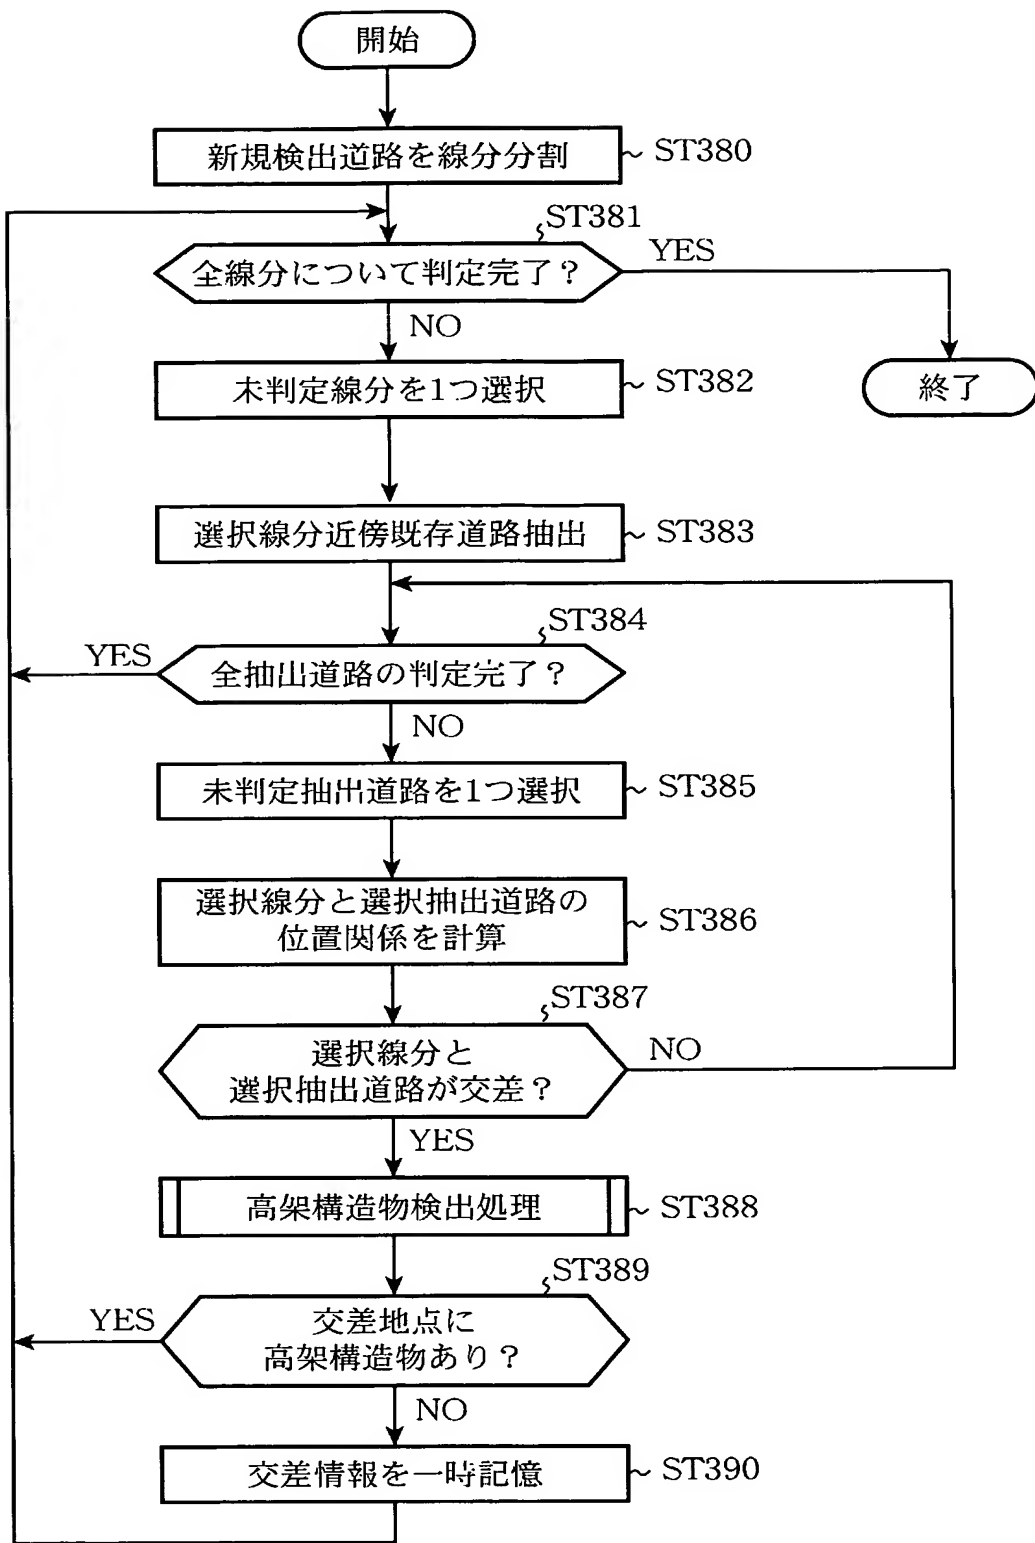 開始
新規検出道路を線分分割
ST380
ST381
全線分について判定完了？
YES
NO
未判定線分を1つ選択
ST382
終了
選択線分近傍既存道路抽出
ST383
ST384
YES
全抽出道路の判定完了？
NO
未判定抽出道路を1つ選択
ST385
選択線分と選択抽出道路の
位置関係を計算
ST386
ST387
選択線分と
選択抽出道路が交差？
NO
YES
高架構造物検出処理
ST388
ST389
YES
交差地点に
高架構造物あり？
NO
交差情報を一時記憶
ST390